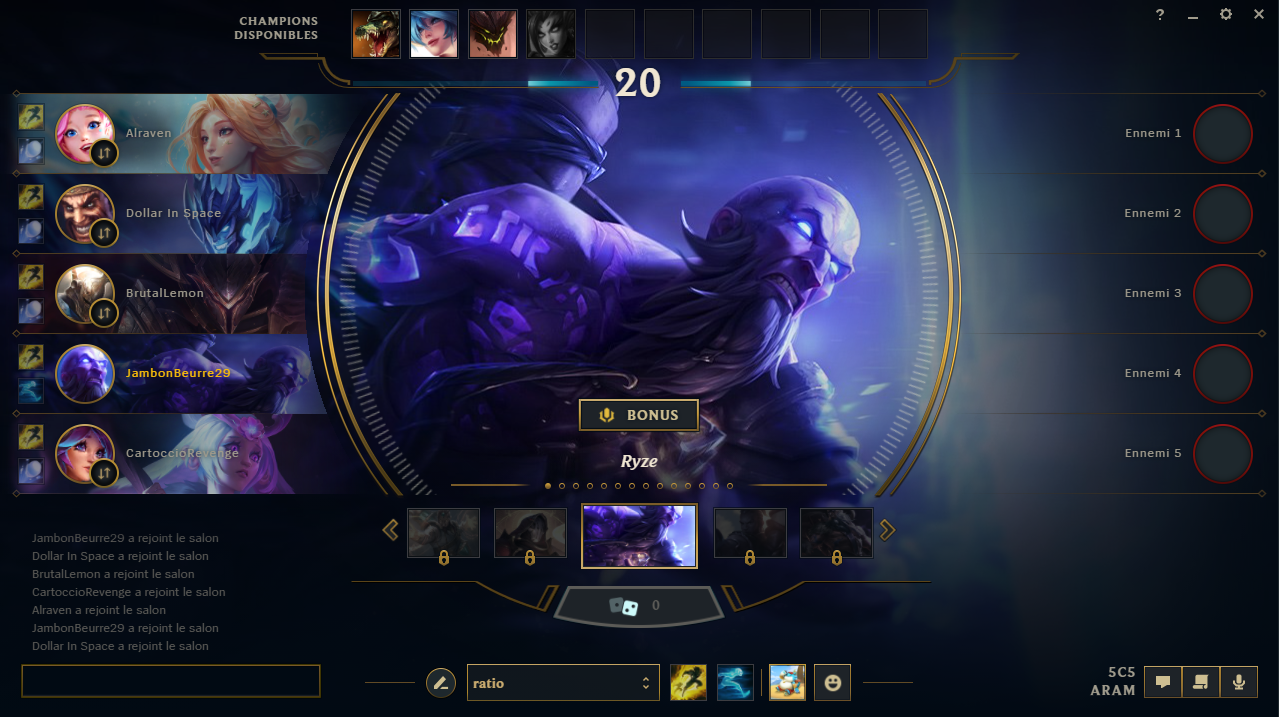 CHAMPIONS
DISPONIBLES
?
20
Alraven
Dollar In Space
BrutalLemon
JambonBeurre29
CartoccioRevenge
Ennemi 1
Ennemi 2
Ennemi 3
Ennemi 4
Ennemi 5
BONUS
Ryze
0
JambonBeurre29 a rejoint le salon
Dollar In Space a rejoint le salon
BrutalLemon a rejoint le salon
CartoccioRevenge a rejoint le salon
Alraven a rejoint le salon
JambonBeurre29 a rejoint le salon
Dollar In Space a rejoint le salon
ratio
5C5
ARAM